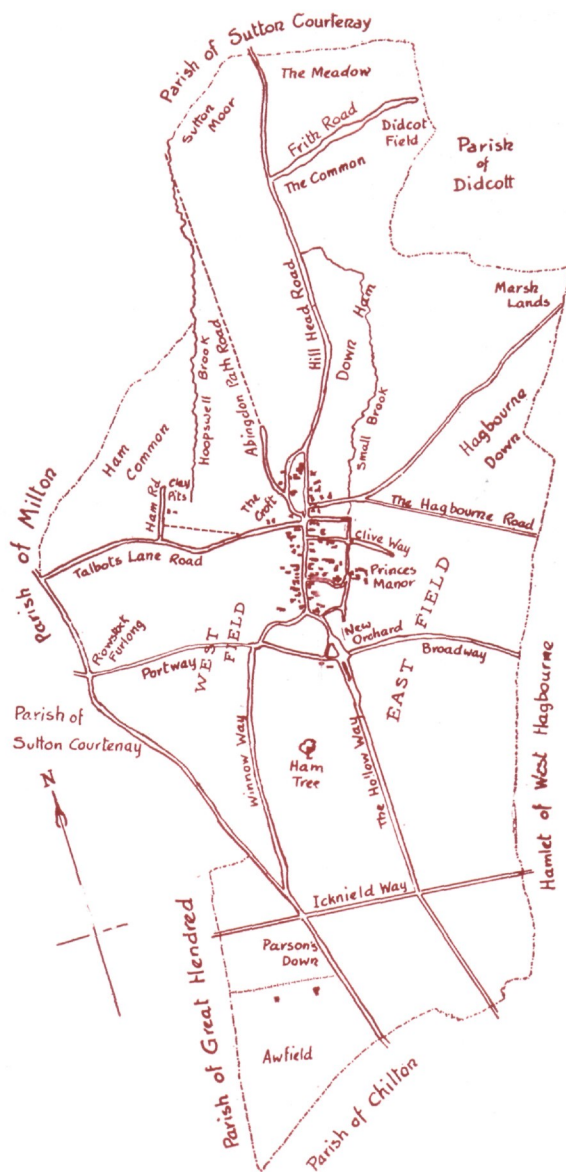 Parish of Sutton Courtenay
The Meadow
Sutton
Moor
Frith Road
Didcot
Field
The Common
Parish
of
Didcott
Marsh
Lands
Hill Head Road
Ham
Down
Hoopswell Brook
Abingdon Path Road
Small Brook
Hagbourne
Down
Ham
Common
Parish of Milton
Ham Rd
Clay
Pits
The
Croft
The Hagbourne Road
Clive Way
Talbots Lane Road
Princes
Manor
Rowstock
Furlong
WEST
FIELD
New
Orchard
EAST FIELD
Broadway
Portway
Parish of
Sutton Courtenay
Winnow Way
Ham
Tree
The Hollow Way
Hamlet of West Hagbourne
N
Icknield Way
Parson's
Down
Parish of Great Hendred
Awfield
Parish of Chilton